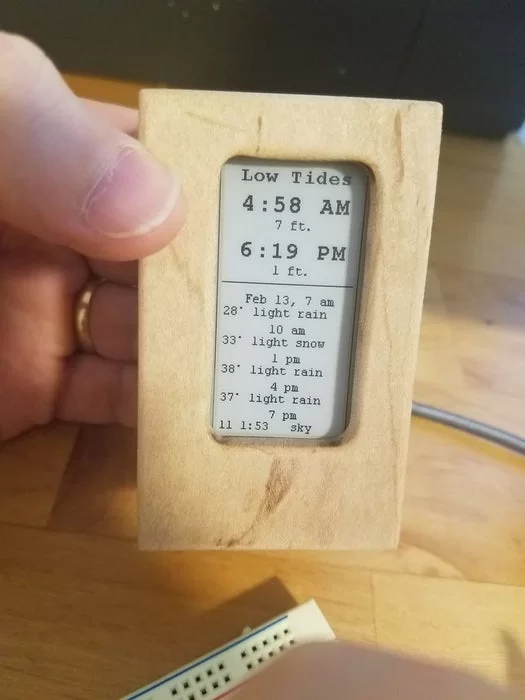 Low Tides
4:58 AM
7 ft.
6:19 PM
1 ft.
Feb 13, 7 am
28° light rain
10 am
33° light snow
1 pm
38° light rain
4 pm
37° light rain
7 pm
11 1:53 sky